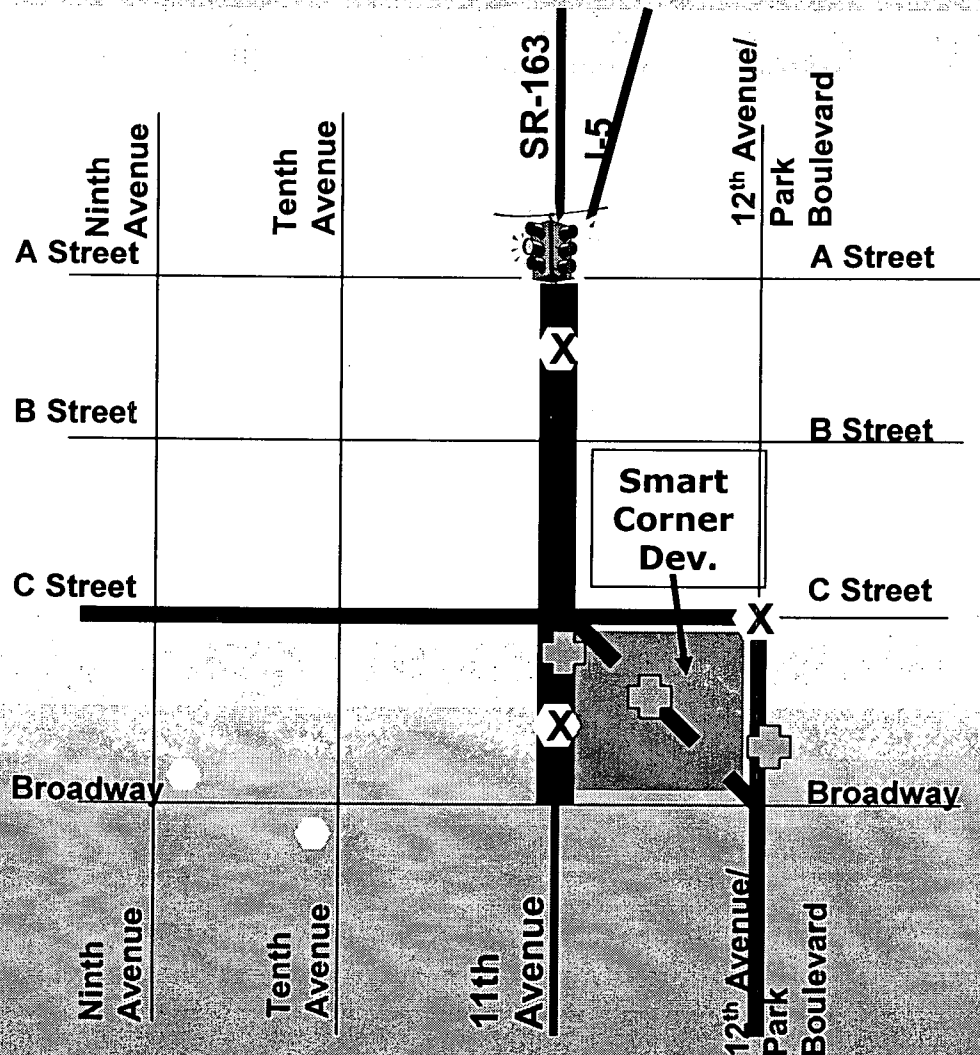 Ninth
Avenue
Tenth
Avenue
SR-163
I-5
12th Avenue/
Park
Boulevard
A Street
A Street
X
B Street
B Street
Smart
Corner
Dev.
C Street
C Street
X
X
Broadway
Broadway
Ninth
Avenue
Tenth
Avenue
11th
Avenue
12th Avenue/
Park
Boulevard